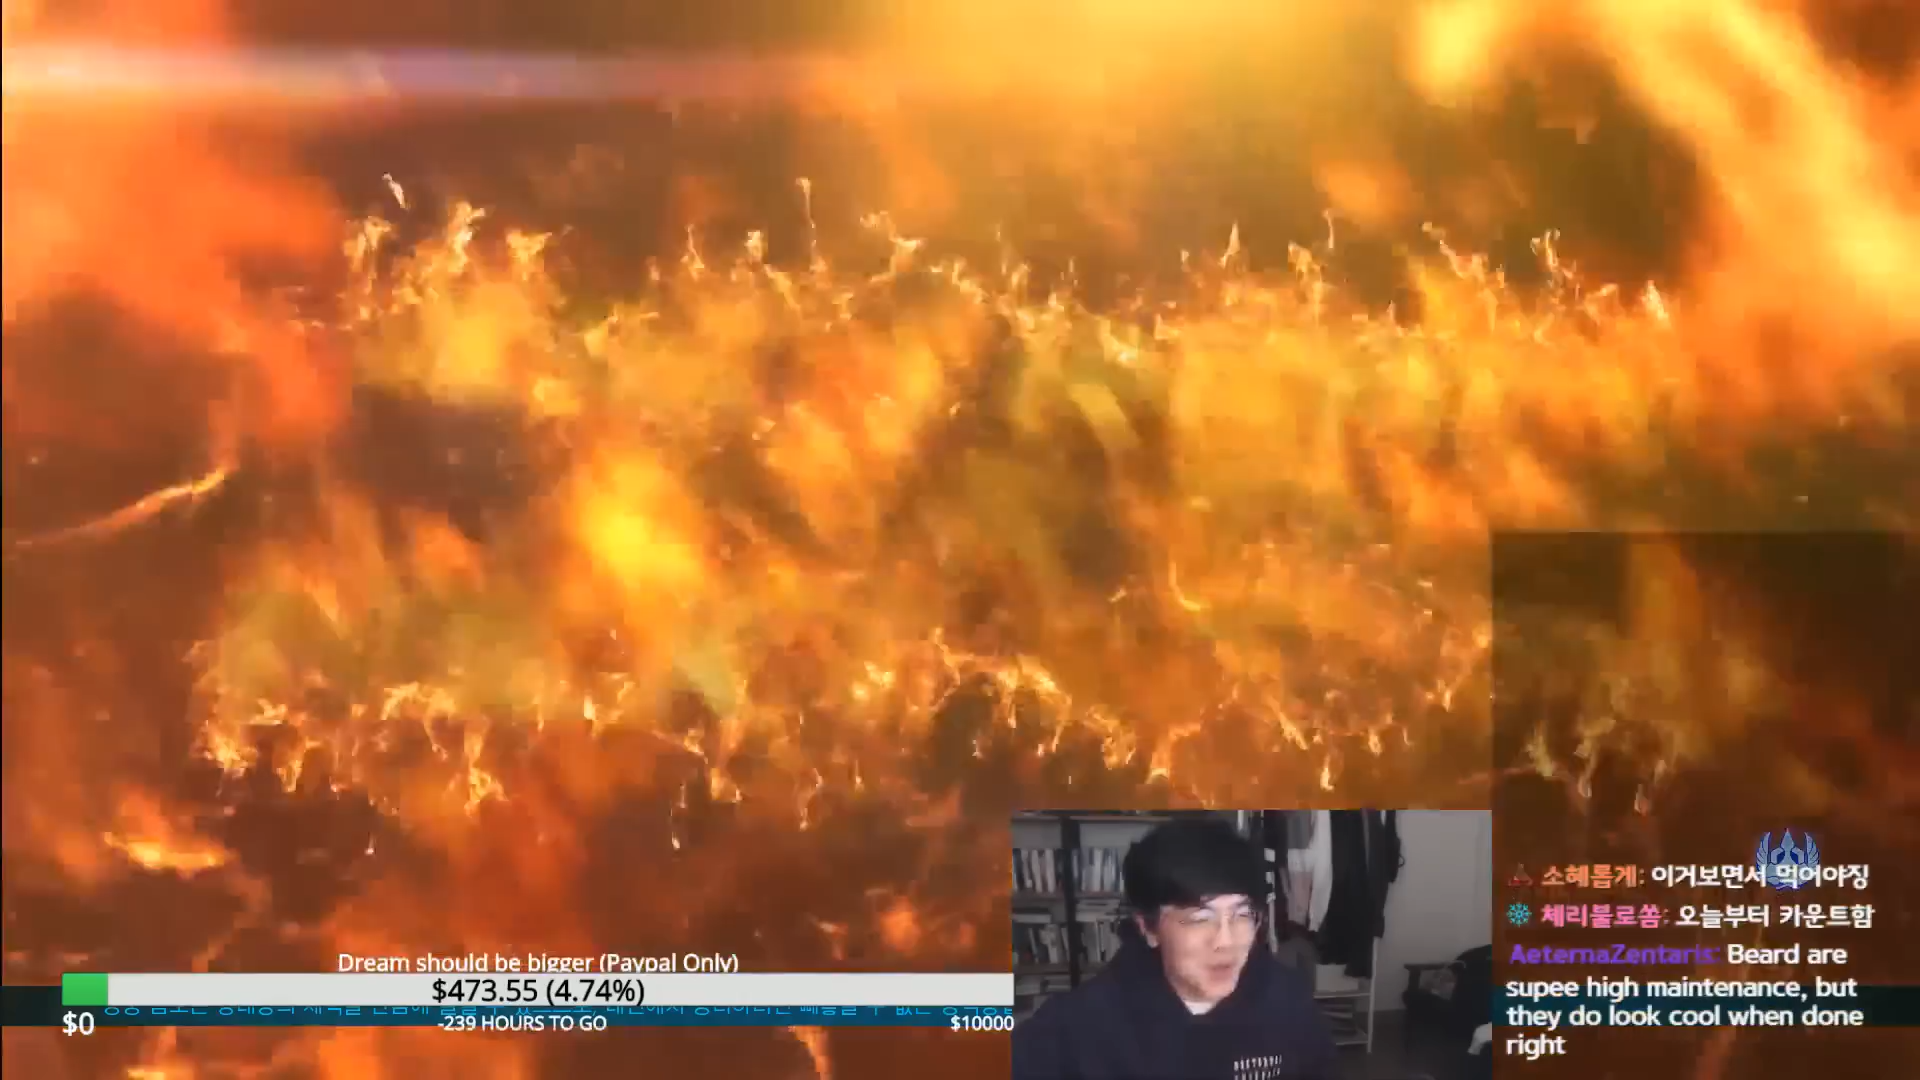 Dream should be bigger (Paypal Only)
$473.55 (4.74%)
$0
-239 HOURS TO GO
$10000
소혜롭게: 이거보면서 먹어야징
체리불로쏨: 오늘부터 카운트함
AeternaZentaris: Beard are
supee high maintenance, but
they do look cool when done
right